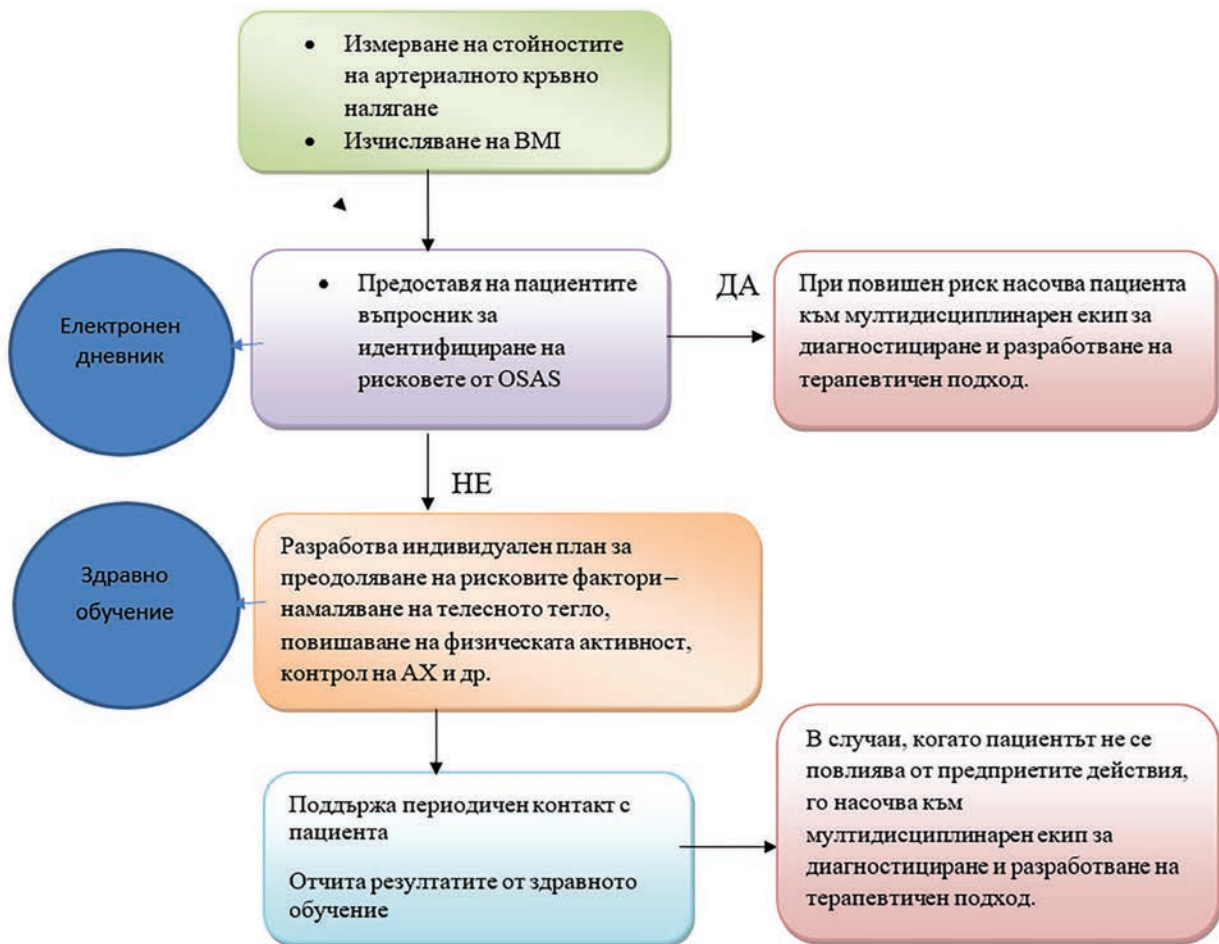 • Измерване на стойностите
на артериалното кръвно
налягане
• Изчисляване на BMI
Електронен
дневник
• Предоставя на пациентите
въпросник за
идентифициране на
рисковете от OSAS
ДА
При повишен риск насочва пациента
към мултидисциплинарен екип за
диагностициране и разработване на
терапевтичен подход.
НЕ
Здравно
обучение
Разработва индивидуален план за
преодоляване на рисковите фактори –
намаляване на телесното тегло,
повишаване на физическата активност,
контрол на АХ и др.
Поддържа периодичен контакт с
пациента
Отчита резултатите от здравното
обучение
В случаи, когато пациентът не се
повлиява от предприетите действия,
го насочва към
мултидисциплинарен екип за
диагностициране и разработване на
терапевтичен подход.